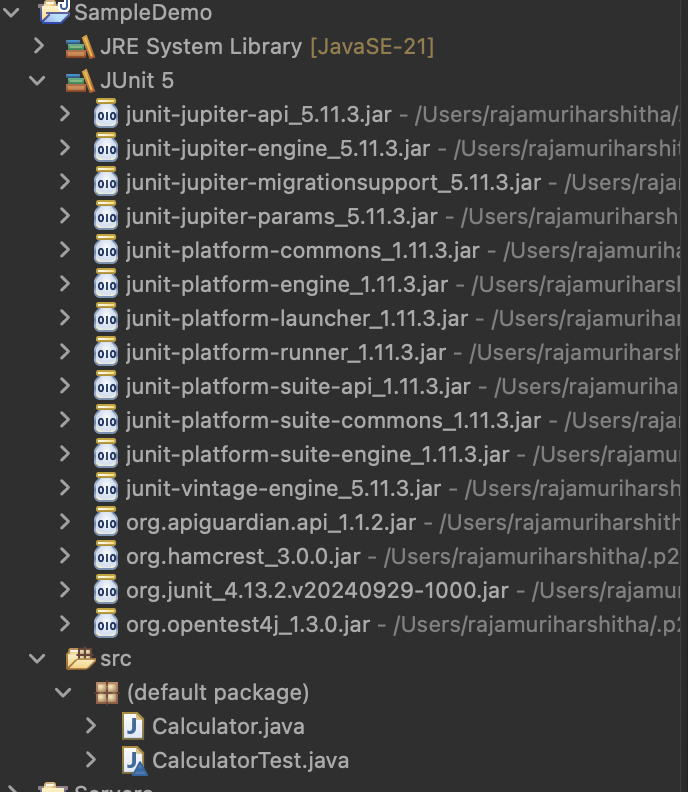 SampleDemo
JRE System Library [JavaSE-21]
JUnit 5
junit-jupiter-api_5.11.3.jar - /Users/rajamuriharshitha/
junit-jupiter-engine_5.11.3.jar - /Users/rajamuriharshit
junit-jupiter-migrationsupport_5.11.3.jar - /Users/raja
junit-jupiter-params_5.11.3.jar - /Users/rajamuriharsh
junit-platform-commons_1.11.3.jar - /Users/rajamuriha
junit-platform-engine_1.11.3.jar - /Users/rajamuriharsh
junit-platform-launcher_1.11.3.jar - /Users/rajamurihar
junit-platform-runner_1.11.3.jar - /Users/rajamuriharsh
junit-platform-suite-api_1.11.3.jar - /Users/rajamuriha
junit-platform-suite-commons_1.11.3.jar - /Users/raja
junit-platform-suite-engine_1.11.3.jar - /Users/rajamu
junit-vintage-engine_5.11.3.jar - /Users/rajamuriharsh
org.apiguardian.api_1.1.2.jar - /Users/rajamuriharshith
org.hamcrest_3.0.0.jar - /Users/rajamuriharshitha/.p2
org.junit_4.13.2.v20240929-1000.jar - /Users/rajamu
org.opentest4j_1.3.0.jar - /Users/rajamuriharshitha/.p2
src
(default package)
Calculator.java
CalculatorTest.java
Servers